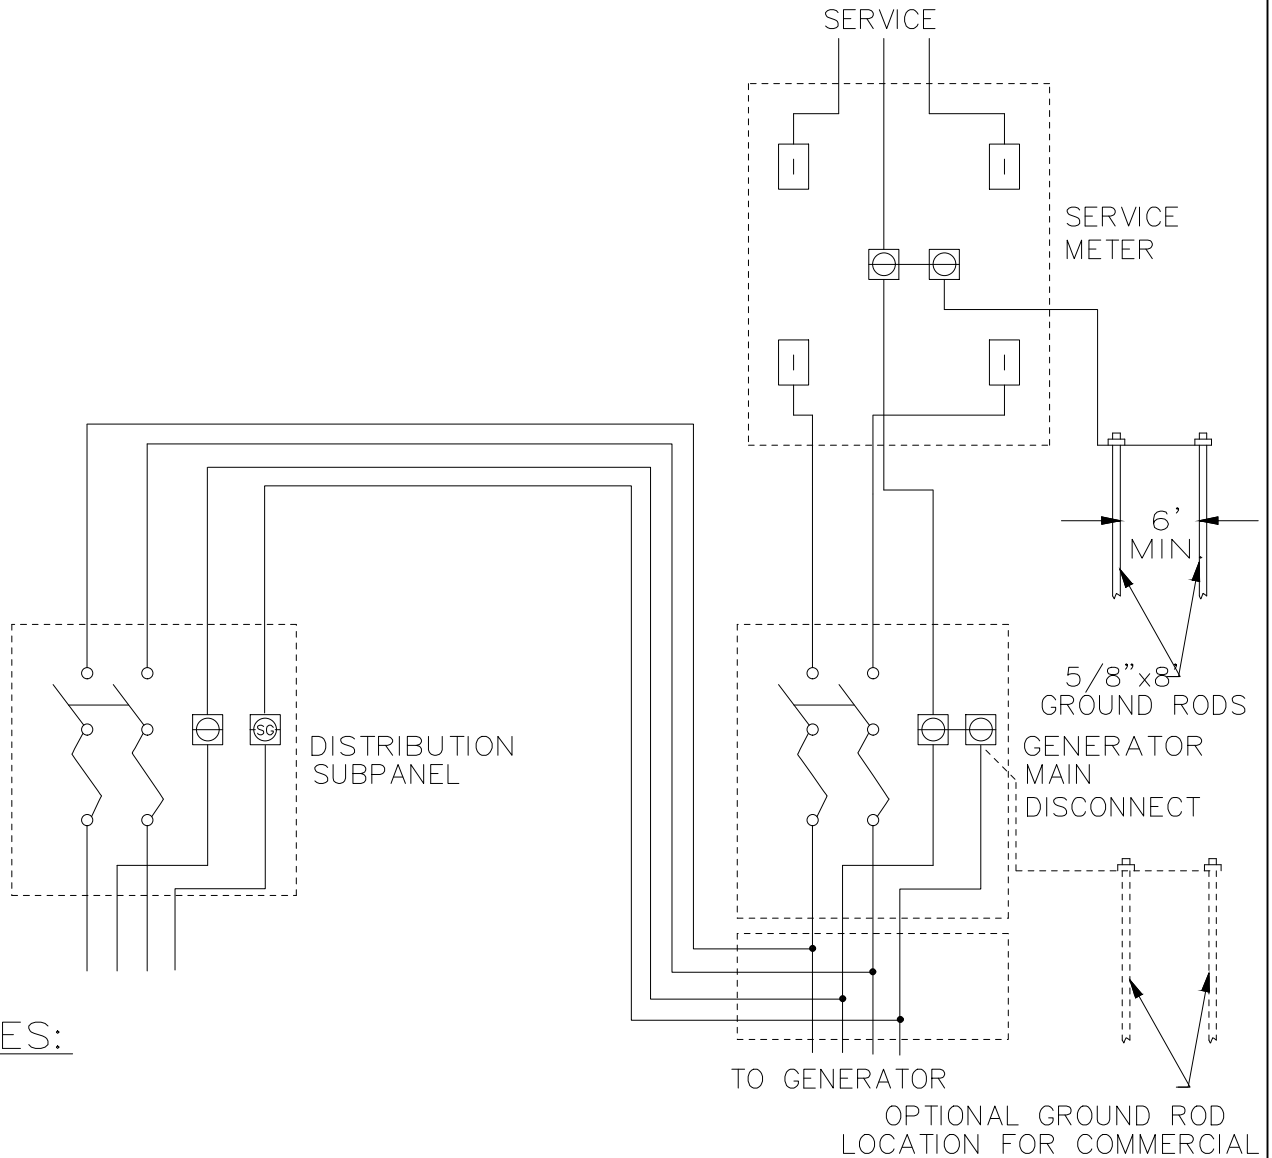 SERVICE
SERVICE
METER
6'
MIN.
5/8"x8'
GROUND RODS
SG
DISTRIBUTION
SUBPANEL
GENERATOR
MAIN
DISCONNECT
ES:
TO GENERATOR
OPTIONAL GROUND ROD
LOCATION FOR COMMERCIAL